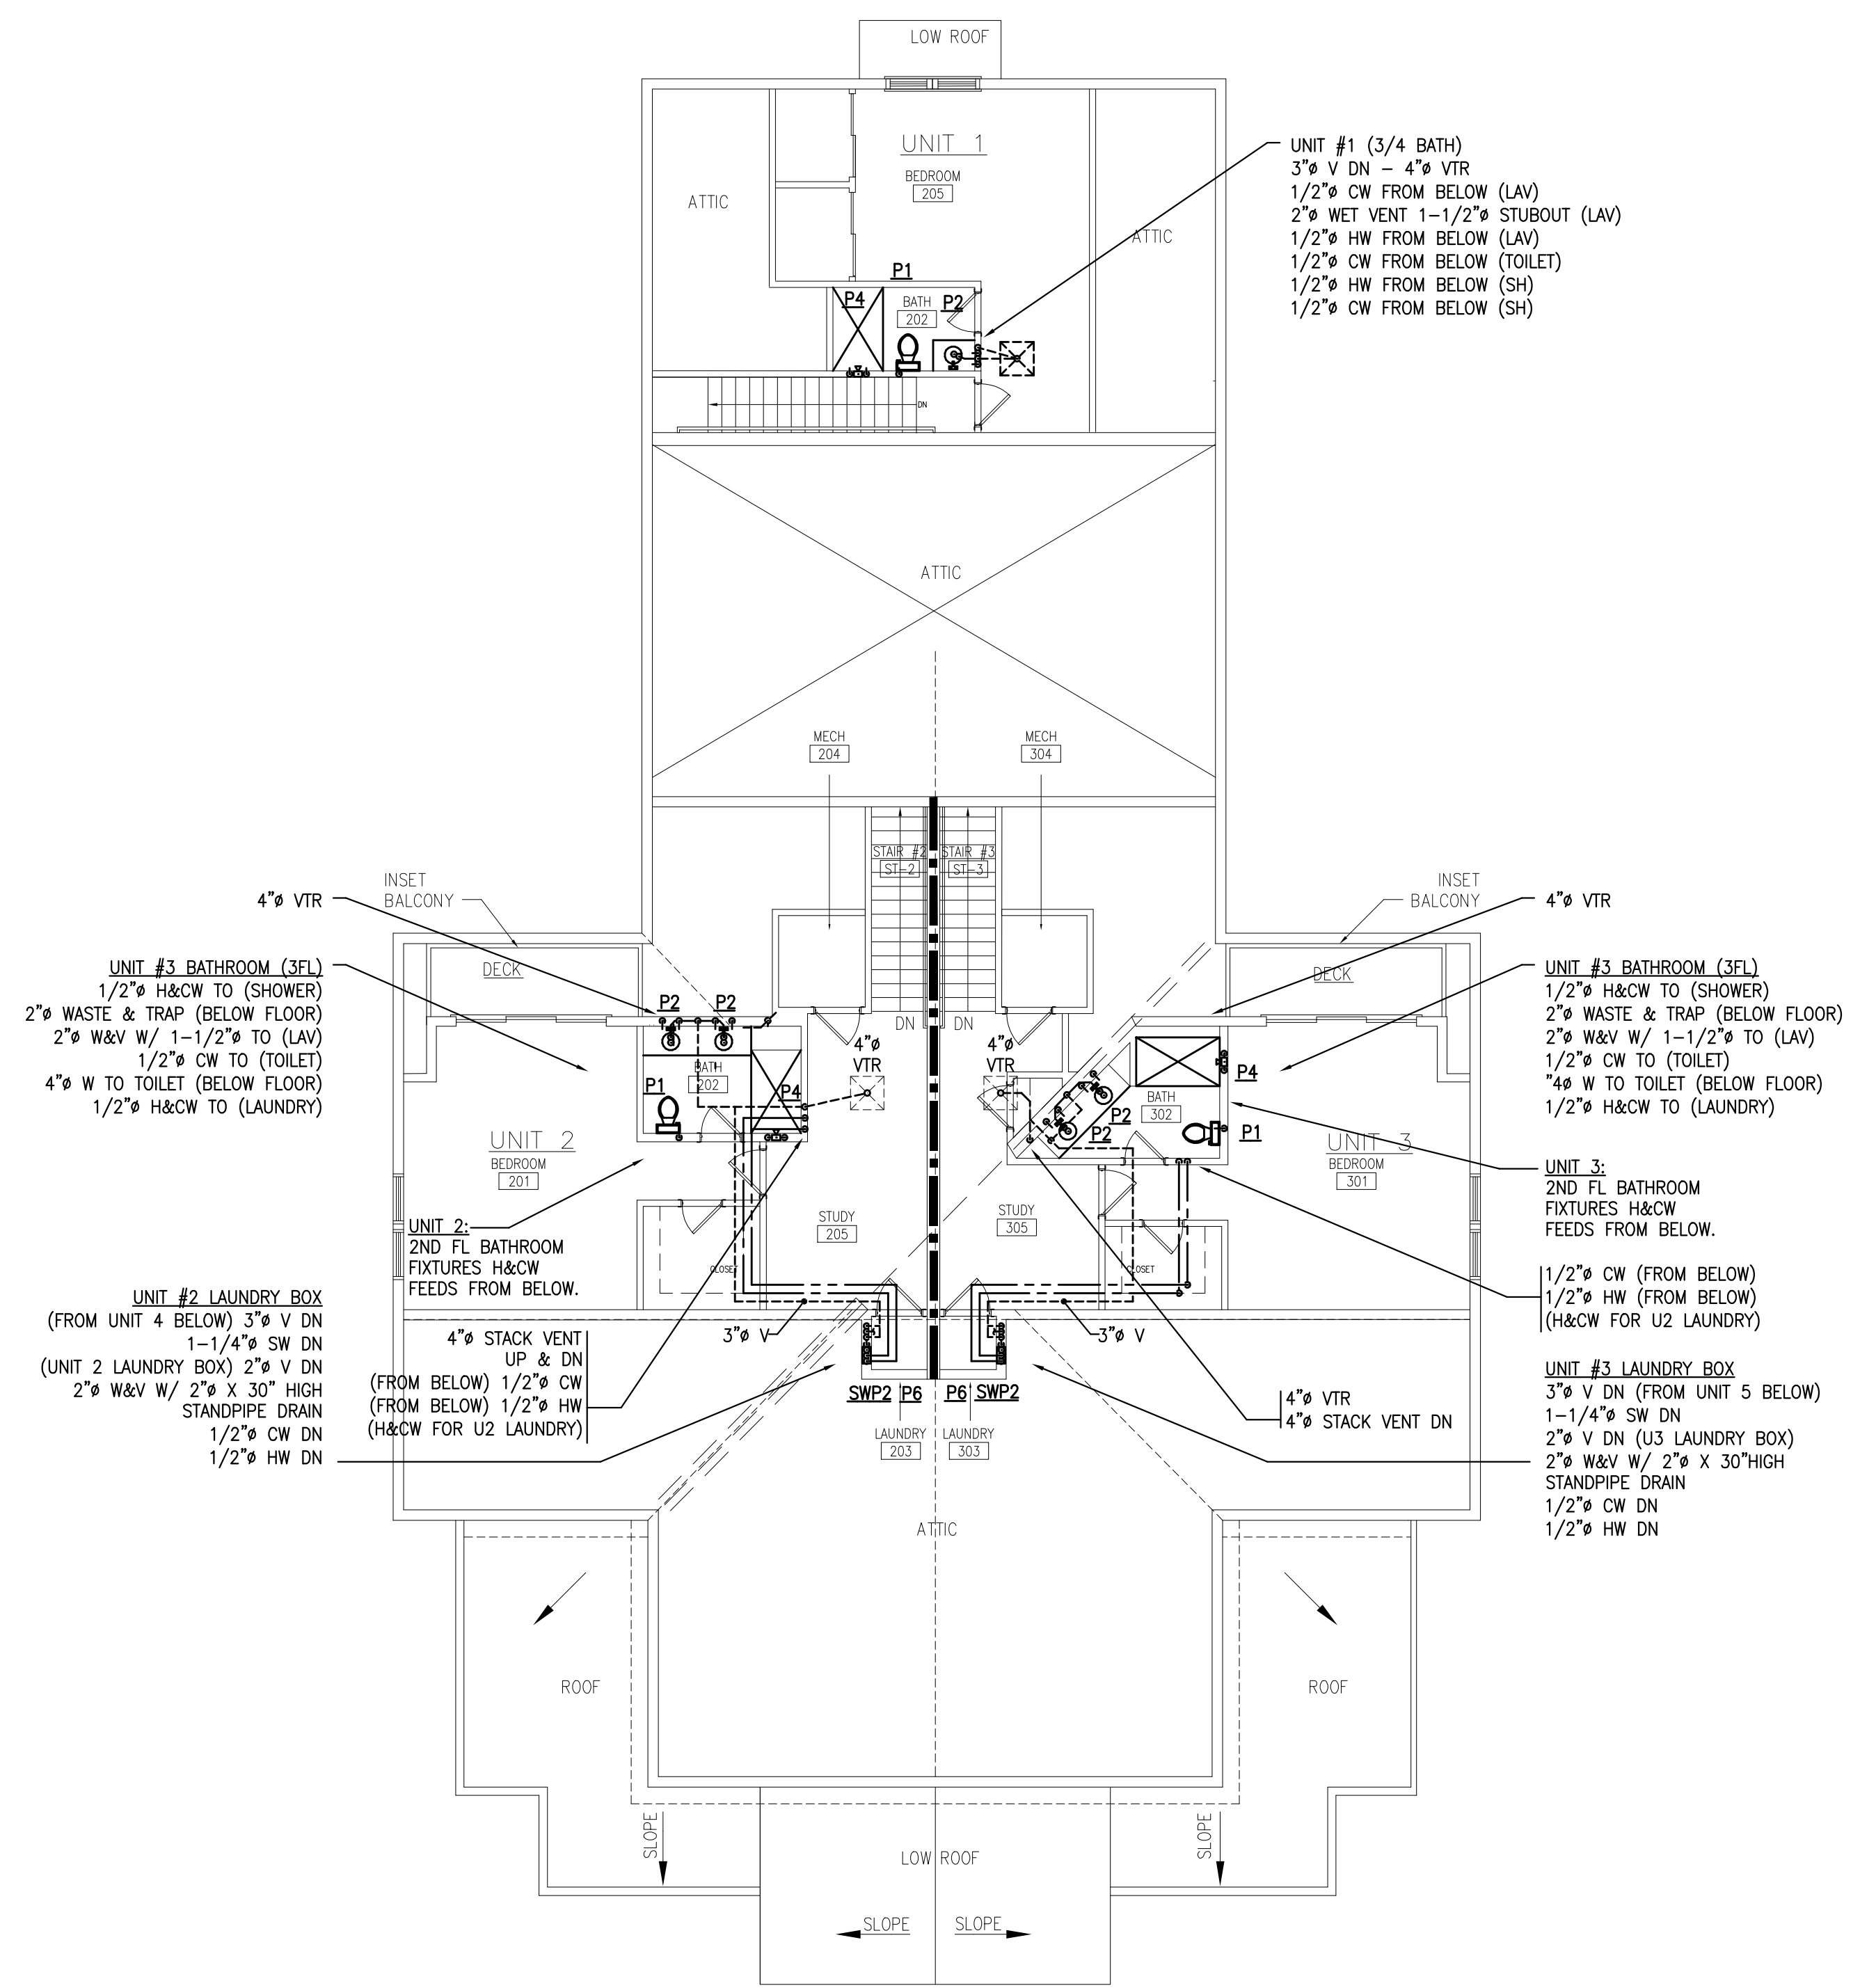 LOW ROOF
UNIT 1
BEDROOM
205
ATTIC
ATTIC
UNIT #1 (3/4 BATH)
3"ø V DN – 4"ø VTR
1/2"ø CW FROM BELOW (LAV)
2"ø WET VENT 1–1/2"ø STUBOUT (LAV)
1/2"ø HW FROM BELOW (LAV)
1/2"ø CW FROM BELOW (TOILET)
1/2"ø HW FROM BELOW (SH)
1/2"ø CW FROM BELOW (SH)
P1
P4
BATH
202
P2
DN
ATTIC
MECH
204
MECH
304
STAIR #2
ST–2
STAIR #3
ST–3
DN
DN
INSET
BALCONY
4"ø VTR
DECK
UNIT #3 BATHROOM (3FL)
1/2"ø H&CW TO (SHOWER)
2"ø WASTE & TRAP (BELOW FLOOR)
2"ø W&V W/ 1–1/2"ø TO (LAV)
1/2"ø CW TO (TOILET)
4"ø W TO TOILET (BELOW FLOOR)
1/2"ø H&CW TO (LAUNDRY)
P2
P2
BATH
202
P1
P4
4"ø
VTR
4"ø
VTR
UNIT 2
BEDROOM
201
STUDY
205
CLOSET
UNIT 2:
2ND FL BATHROOM
FIXTURES H&CW
FEEDS FROM BELOW.
UNIT #2 LAUNDRY BOX
(FROM UNIT 4 BELOW) 3"ø V DN
1–1/4"ø SW DN
(UNIT 2 LAUNDRY BOX) 2"ø V DN
2"ø W&V W/ 2"ø X 30" HIGH
STANDPIPE DRAIN
1/2"ø CW DN
1/2"ø HW DN
4"ø STACK VENT
UP & DN
(FROM BELOW) 1/2"ø CW
(FROM BELOW) 1/2"ø HW
(H&CW FOR U2 LAUNDRY)
3"ø V
INSET
BALCONY
4"ø VTR
DECK
UNIT #3 BATHROOM (3FL)
1/2"ø H&CW TO (SHOWER)
2"ø WASTE & TRAP (BELOW FLOOR)
2"ø W&V W/ 1–1/2"ø TO (LAV)
1/2"ø CW TO (TOILET)
"4ø W TO TOILET (BELOW FLOOR)
1/2"ø H&CW TO (LAUNDRY)
P4
BATH
302
P2
P2
P1
UNIT 3
BEDROOM
301
STUDY
305
CLOSET
UNIT 3:
2ND FL BATHROOM
FIXTURES H&CW
FEEDS FROM BELOW.
1/2"ø CW (FROM BELOW)
1/2"ø HW (FROM BELOW)
(H&CW FOR U2 LAUNDRY)
3"ø V
4"ø VTR
4"ø STACK VENT DN
UNIT #3 LAUNDRY BOX
3"ø V DN (FROM UNIT 5 BELOW)
1–1/4"ø SW DN
2"ø V DN (U3 LAUNDRY BOX)
2"ø W&V W/ 2"ø X 30"HIGH
STANDPIPE DRAIN
1/2"ø CW DN
1/2"ø HW DN
SWP2 P6
P6 SWP2
LAUNDRY
203
LAUNDRY
303
ATTIC
ROOF
ROOF
SLOPE
SLOPE
LOW ROOF
SLOPE
SLOPE